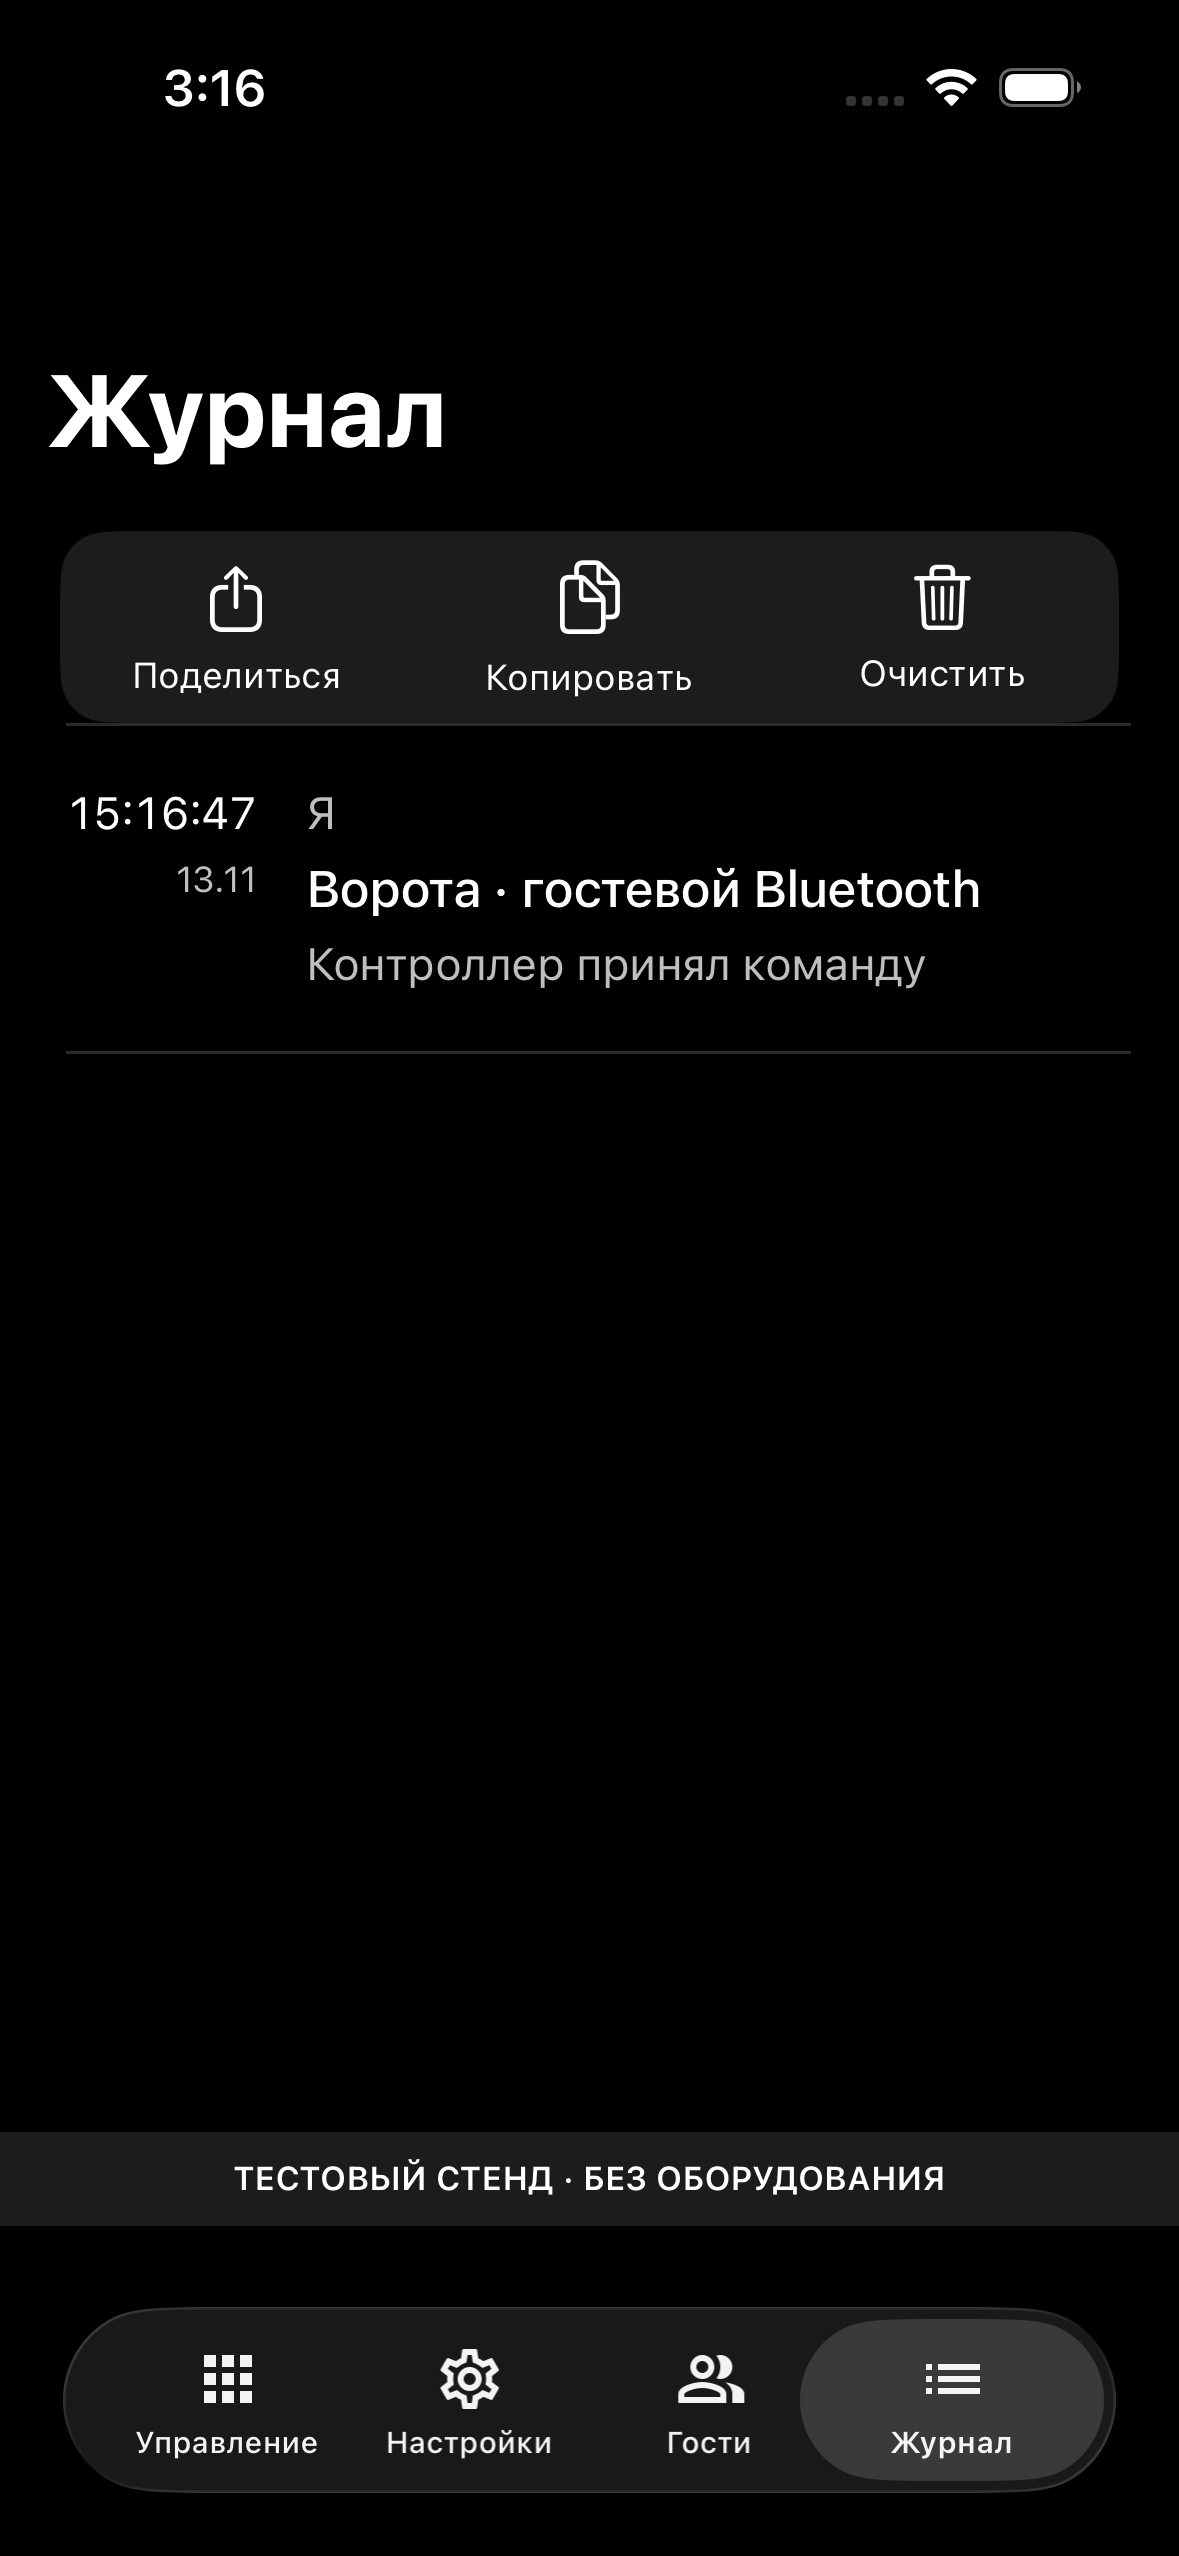 3:16
Журнал
Поделиться
Копировать
Очистить
15:16:47
Я
13.11
Ворота · гостевой Bluetooth
Контроллер принял команду
ТЕСТОВЫЙ СТЕНД · БЕЗ ОБОРУДОВАНИЯ
Управление
Настройки
Гости
Журнал